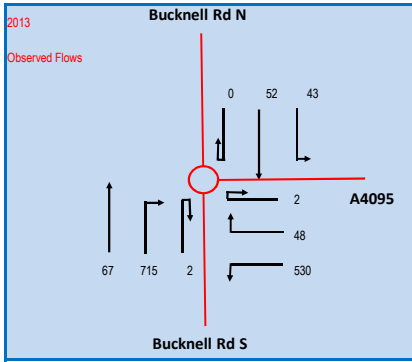 Bucknell Rd N
2013
Observed Flows
0 52 43
2
A4095
48
530
67 715 2
Bucknell Rd S